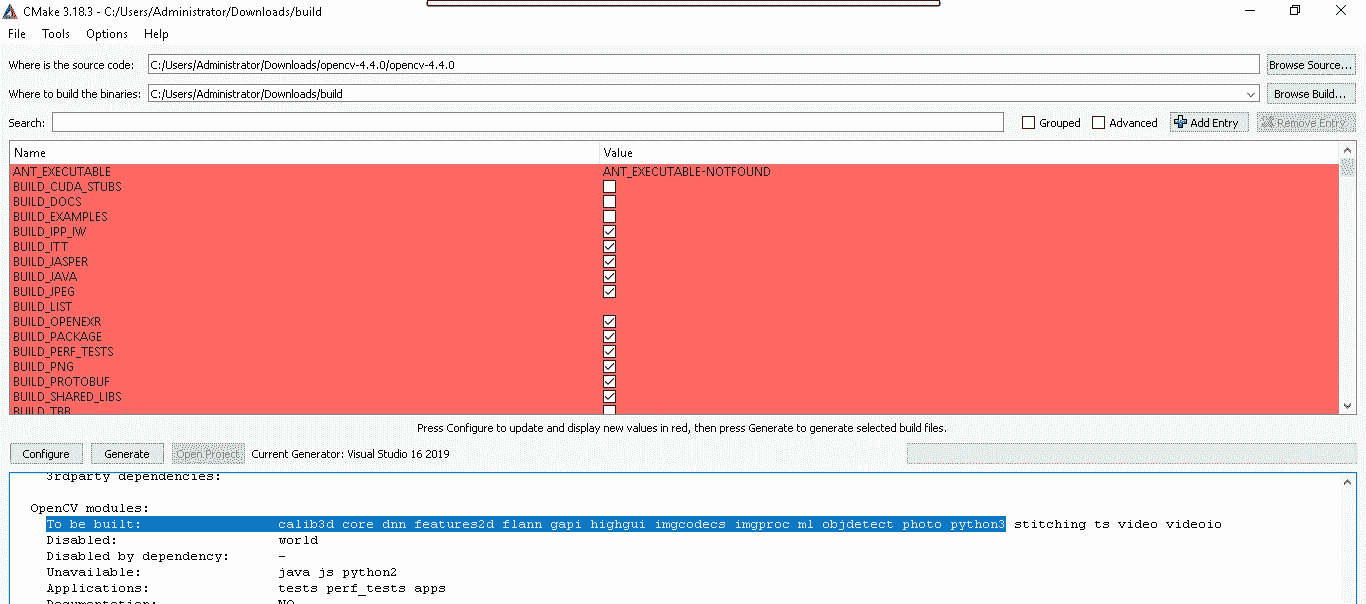 CMake 3.18.3 - C:/Users/Administrator/Downloads/build
File Tools Options Help
Where is the source code: C:/Users/Administrator/Downloads/opencv-4.4.0/opencv-4.4.0 Browse Source...
Where to build the binaries: C:/Users/Administrator/Downloads/build Browse Build...
Search: Grouped Advanced Add Entry Remove Entry
Name Value
ANT_EXECUTABLE ANT_EXECUTABLE-NOTFOUND
BUILD_CUDA_STUBS
BUILD_DOCS
BUILD_EXAMPLES
BUILD_IPP_IW
BUILD_ITT
BUILD_JASPER
BUILD_JAVA
BUILD_JPEG
BUILD_LIST
BUILD_OPENEXR
BUILD_PACKAGE
BUILD_PERF_TESTS
BUILD_PNG
BUILD_PROTOBUF
BUILD_SHARED_LIBS
BUILD_TBB
Press Configure to update and display new values in red, then press Generate to generate selected build files.
Configure Generate Open Project Current Generator: Visual Studio 16 2019
3rdparty dependencies:
OpenCV modules:
To be built: calib3d core dnn features2d flann gapi highgui imgcodecs imgproc ml objdetect photo python3 stitching ts video videoio
Disabled: world
Disabled by dependency: -
Unavailable: java js python2
Applications: tests perf_tests apps
Documentation: NO